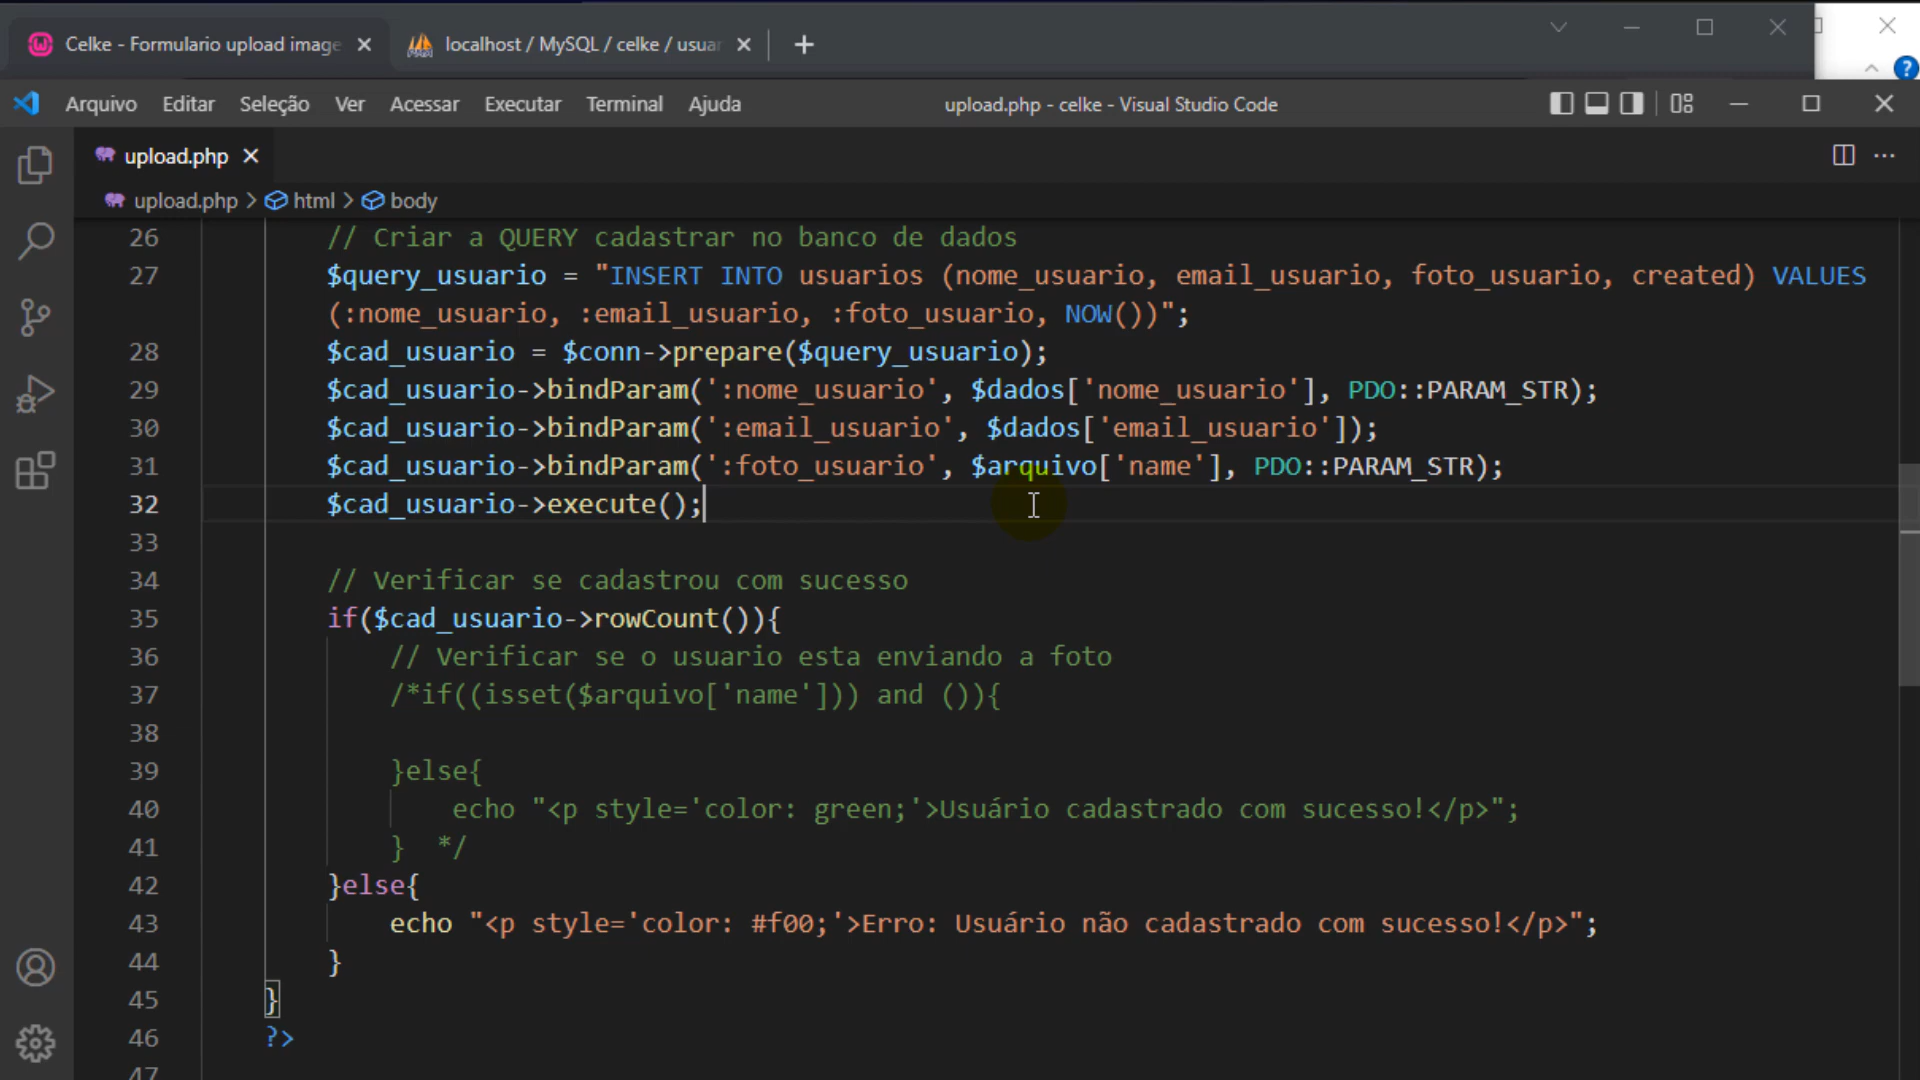 Celke - Formulario upload image
localhost / MySQL / celke / usuar
Arquivo Editar Seleção Ver Acessar Executar Terminal Ajuda
upload.php - celke - Visual Studio Code
upload.php
upload.php > html > body
26 // Criar a QUERY cadastrar no banco de dados
27 $query_usuario = "INSERT INTO usuarios (nome_usuario, email_usuario, foto_usuario, created) VALUES
(:nome_usuario, :email_usuario, :foto_usuario, NOW())";
28 $cad_usuario = $conn->prepare($query_usuario);
29 $cad_usuario->bindParam(':nome_usuario', $dados['nome_usuario'], PDO::PARAM_STR);
30 $cad_usuario->bindParam(':email_usuario', $dados['email_usuario']);
31 $cad_usuario->bindParam(':foto_usuario', $arquivo['name'], PDO::PARAM_STR);
32 $cad_usuario->execute();
33
34 // Verificar se cadastrou com sucesso
35 if($cad_usuario->rowCount()){
36 // Verificar se o usuario esta enviando a foto
37 /*if((isset($arquivo['name'])) and ()){
38
39 }else{
40 echo "<p style='color: green;'>Usuário cadastrado com sucesso!</p>";
41 } */
42 }else{
43 echo "<p style='color: #f00;'>Erro: Usuário não cadastrado com sucesso!</p>";
44 }
45 }
46 ?>
47